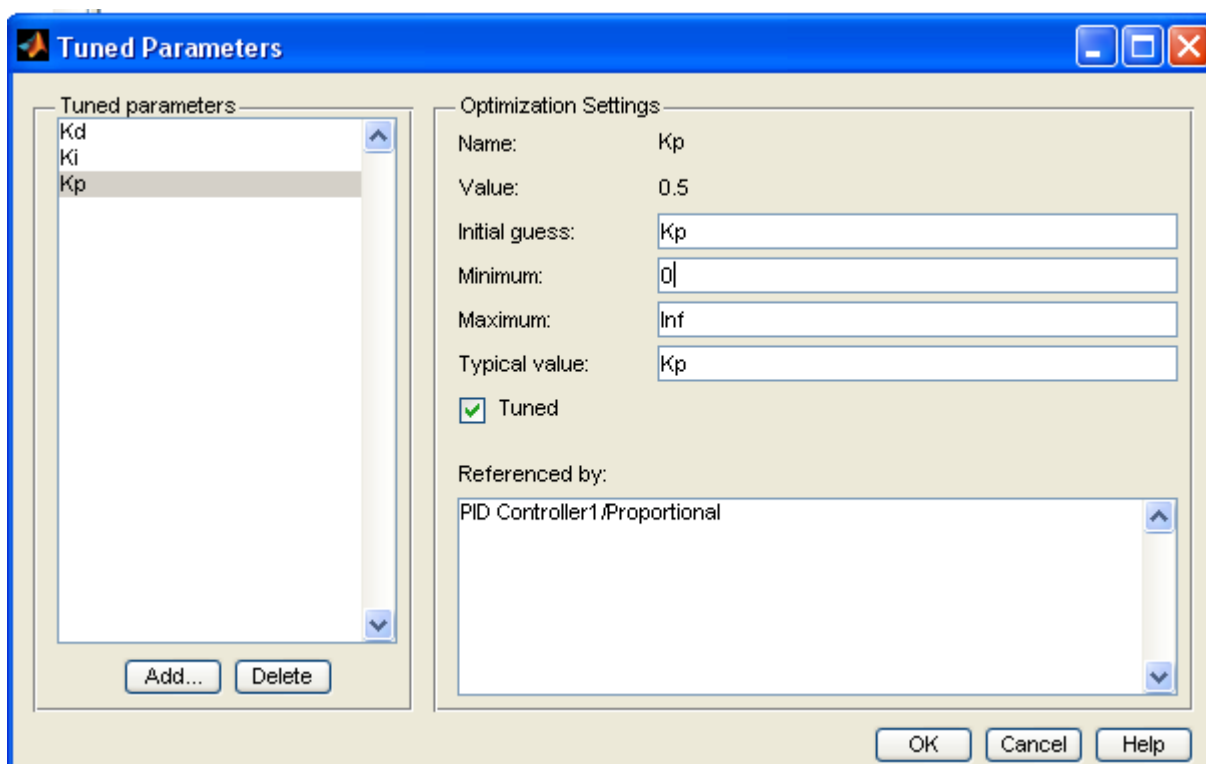 Tuned Parameters
Tuned parameters
Kd
Ki
Kp
Add...
Delete
Optimization Settings
Name: Kp
Value: 0.5
Initial guess: Kp
Minimum: 0
Maximum: Inf
Typical value: Kp
Tuned
Referenced by:
PID Controller1/Proportional
OK
Cancel
Help